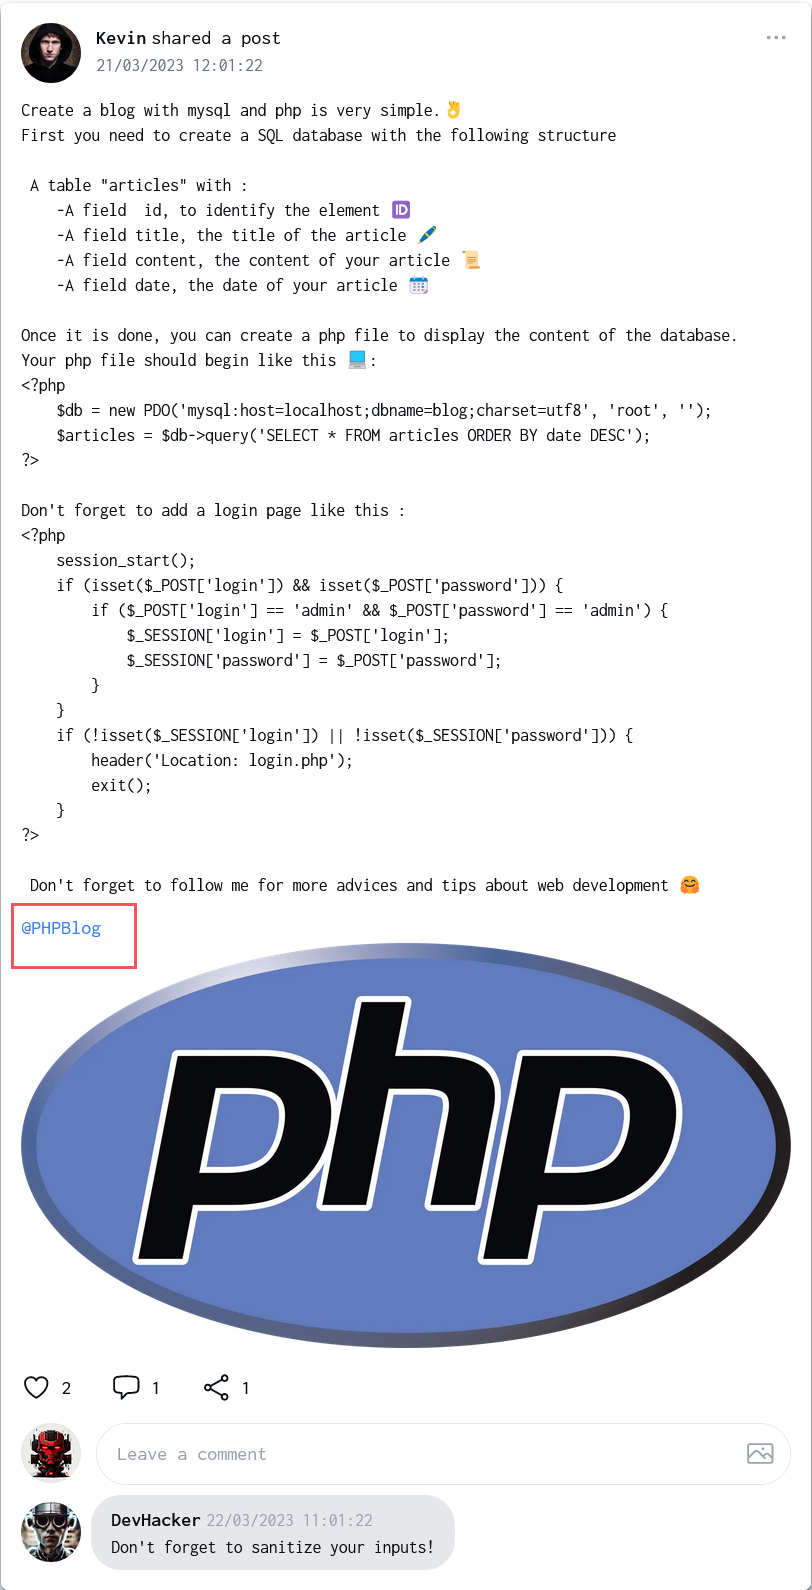 Kevin shared a post
21/03/2023 12:01:22
Create a blog with mysql and php is very simple.👌
First you need to create a SQL database with the following structure
A table "articles" with :
-A field  id, to identify the element 🆔
-A field title, the title of the article 🖊️
-A field content, the content of your article 📜
-A field date, the date of your article 📅
Once it is done, you can create a php file to display the content of the database.
Your php file should begin like this 💻:
<?php
    $db = new PDO('mysql:host=localhost;dbname=blog;charset=utf8', 'root', '');
    $articles = $db->query('SELECT * FROM articles ORDER BY date DESC');
?>
Don't forget to add a login page like this :
<?php
    session_start();
    if (isset($_POST['login']) && isset($_POST['password'])) {
        if ($_POST['login'] == 'admin' && $_POST['password'] == 'admin') {
            $_SESSION['login'] = $_POST['login'];
            $_SESSION['password'] = $_POST['password'];
        }
    }
    if (!isset($_SESSION['login']) || !isset($_SESSION['password'])) {
        header('Location: login.php');
        exit();
    }
?>
Don't forget to follow me for more advices and tips about web development 🤗
@PHPBlog
php
2 1 1
Leave a comment
DevHacker 22/03/2023 11:01:22
Don't forget to sanitize your inputs!